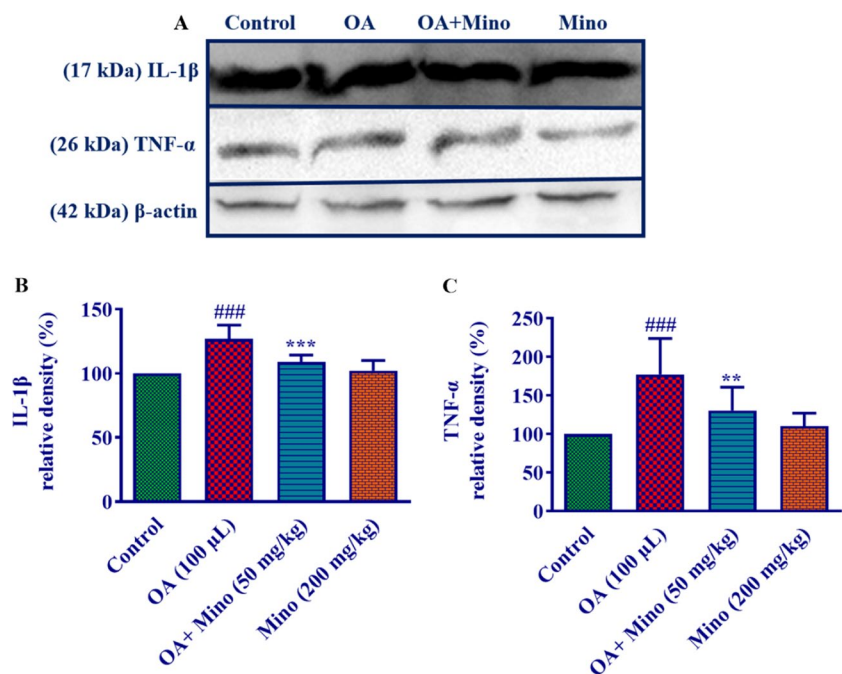 A
Control OA OA+Mino Mino
(17 kDa) IL-1β
(26 kDa) TNF-α
(42 kDa) β-actin
B
IL-1β
relative density (%)
150
100
50
0
###
***
Control
OA (100 µL)
OA+ Mino (50 mg/kg)
Mino (200 mg/kg)
C
TNF-α
relative density (%)
250
200
150
100
50
0
###
**
Control
OA (100 µL)
OA+ Mino (50 mg/kg)
Mino (200 mg/kg)